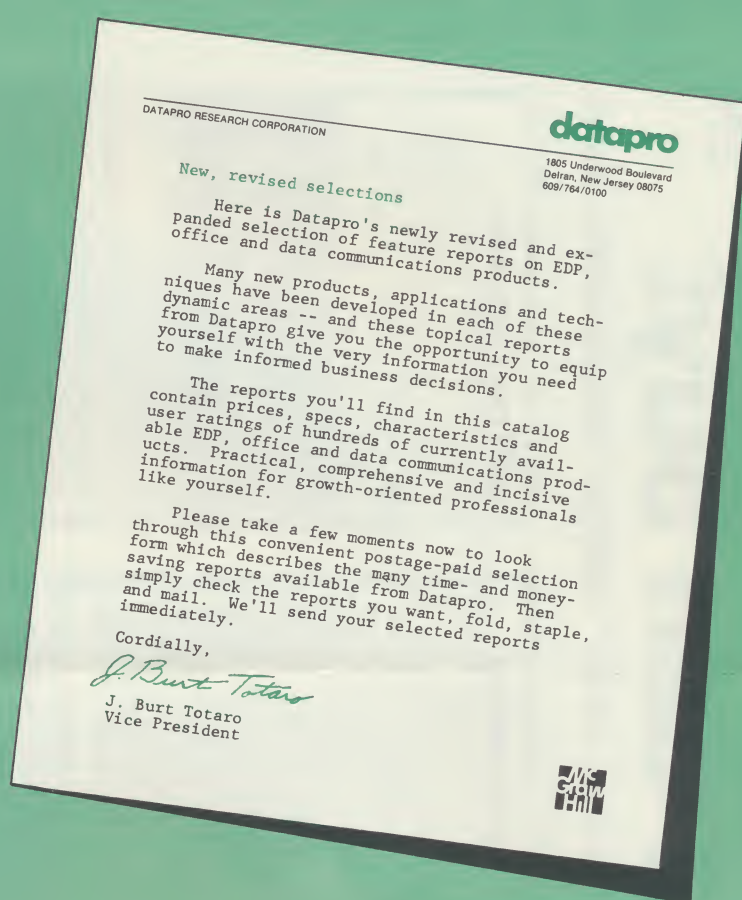 DATAPRO RESEARCH CORPORATION
datapro
1805 Underwood Boulevard
Delran, New Jersey 08075
609/764/0100
New, revised selections
Here is Datapro's newly revised and ex-
panded selection of feature reports on EDP,
office and data communications products.
Many new products, applications and tech-
niques have been developed in each of these
dynamic areas -- and these topical reports
from Datapro give you the opportunity to equip
yourself with the very information you need
to make informed business decisions.
The reports you'll find in this catalog
contain prices, specs, characteristics and
user ratings of hundreds of currently avail-
able EDP, office and data communications prod-
ucts. Practical, comprehensive and incisive
information for growth-oriented professionals
like yourself.
Please take a few moments now to look
through this convenient postage-paid selection
form which describes the many time- and money-
saving reports available from Datapro. Then
simply check the reports you want, fold, staple,
and mail. We'll send your selected reports
immediately.
Cordially,
J. Burt Totaro
J. Burt Totaro
Vice President
Mc
Graw
Hill